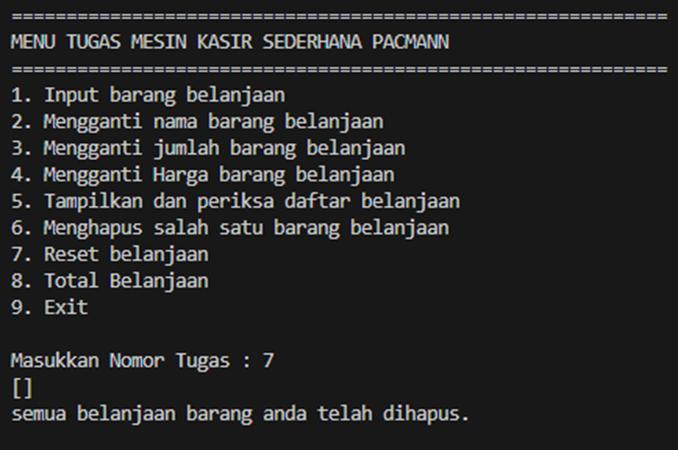 ============================================================
MENU TUGAS MESIN KASIR SEDERHANA PACMANN
============================================================
1. Input barang belanjaan
2. Mengganti nama barang belanjaan
3. Mengganti jumlah barang belanjaan
4. Mengganti Harga barang belanjaan
5. Tampilkan dan periksa daftar belanjaan
6. Menghapus salah satu barang belanjaan
7. Reset belanjaan
8. Total Belanjaan
9. Exit
Masukkan Nomor Tugas : 7
[]
semua belanjaan barang anda telah dihapus.